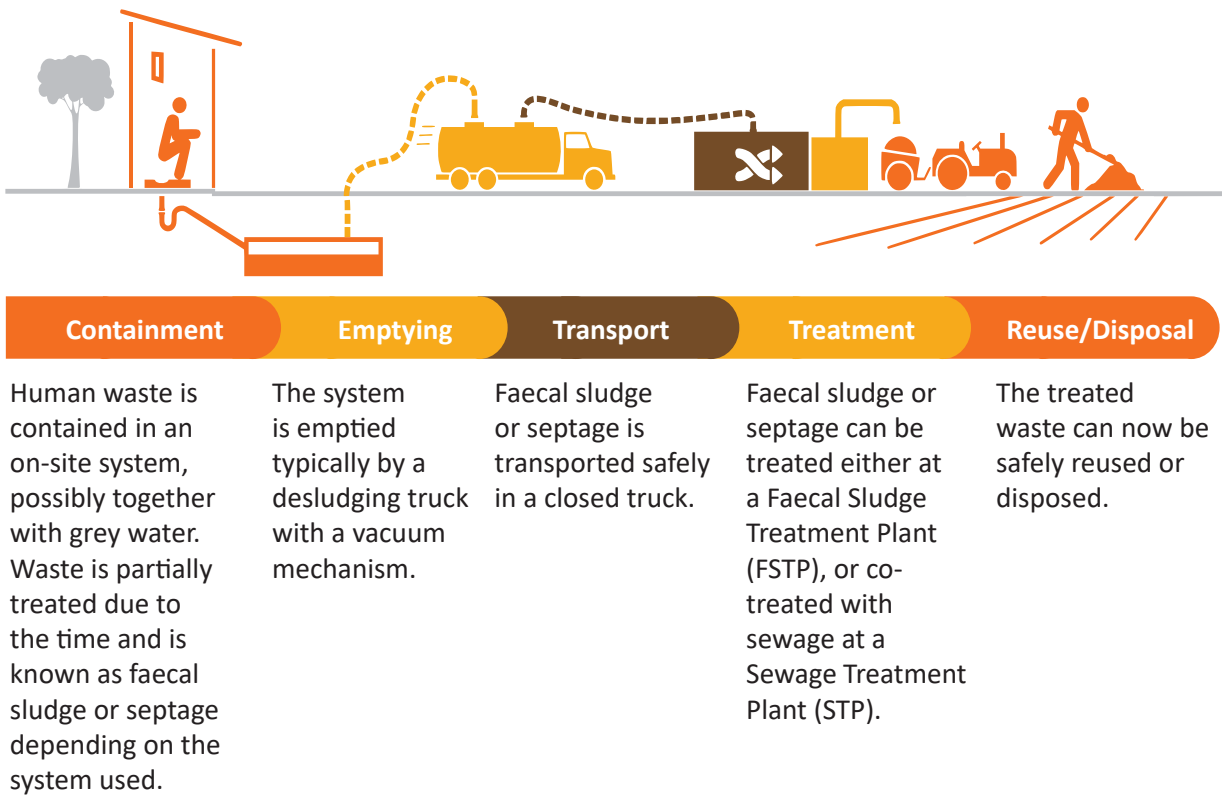 Containment
Emptying
Transport
Treatment
Reuse/Disposal
Human waste is
contained in an
on-site system,
possibly together
with grey water.
Waste is partially
treated due to
the time and is
known as faecal
sludge or septage
depending on the
system used.
The system
is emptied
typically by a
desludging truck
with a vacuum
mechanism.
Faecal sludge
or septage is
transported safely
in a closed truck.
Faecal sludge or
septage can be
treated either at
a Faecal Sludge
Treatment Plant
(FSTP), or co-
treated with
sewage at a
Sewage Treatment
Plant (STP).
The treated
waste can now be
safely reused or
disposed.